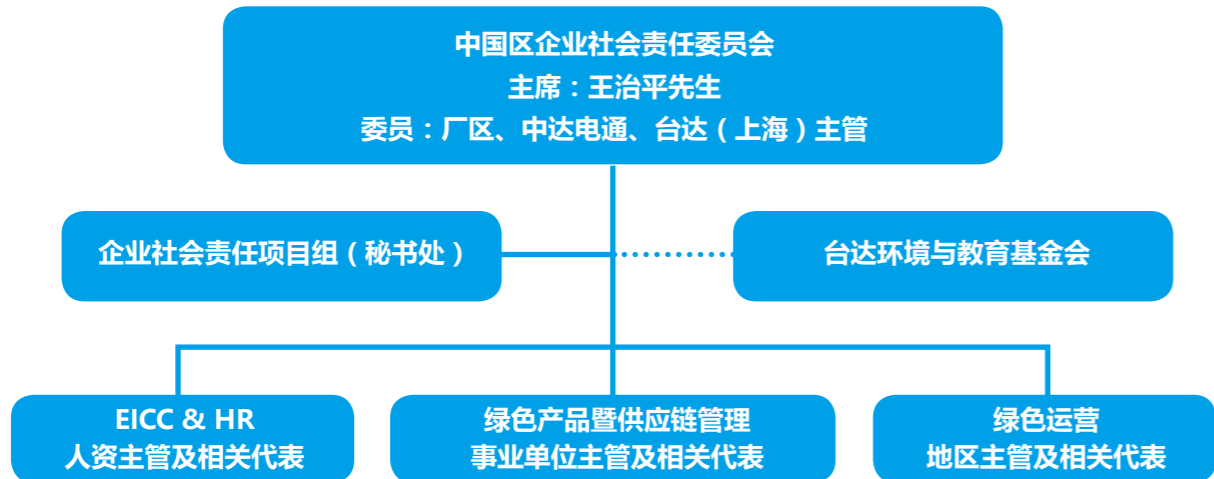 中国区企业社会责任委员会
主席：王治平先生
委员：厂区、中达电通、台达（上海）主管
企业社会责任项目组（秘书处）
台达环境与教育基金会
EICC & HR
人资主管及相关代表
绿色产品暨供应链管理
事业单位主管及相关代表
绿色运营
地区主管及相关代表